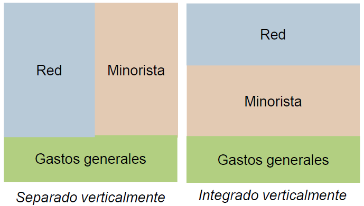 Red
Minorista
Gastos generales
Separado verticalmente
Red
Minorista
Gastos generales
Integrado verticalmente